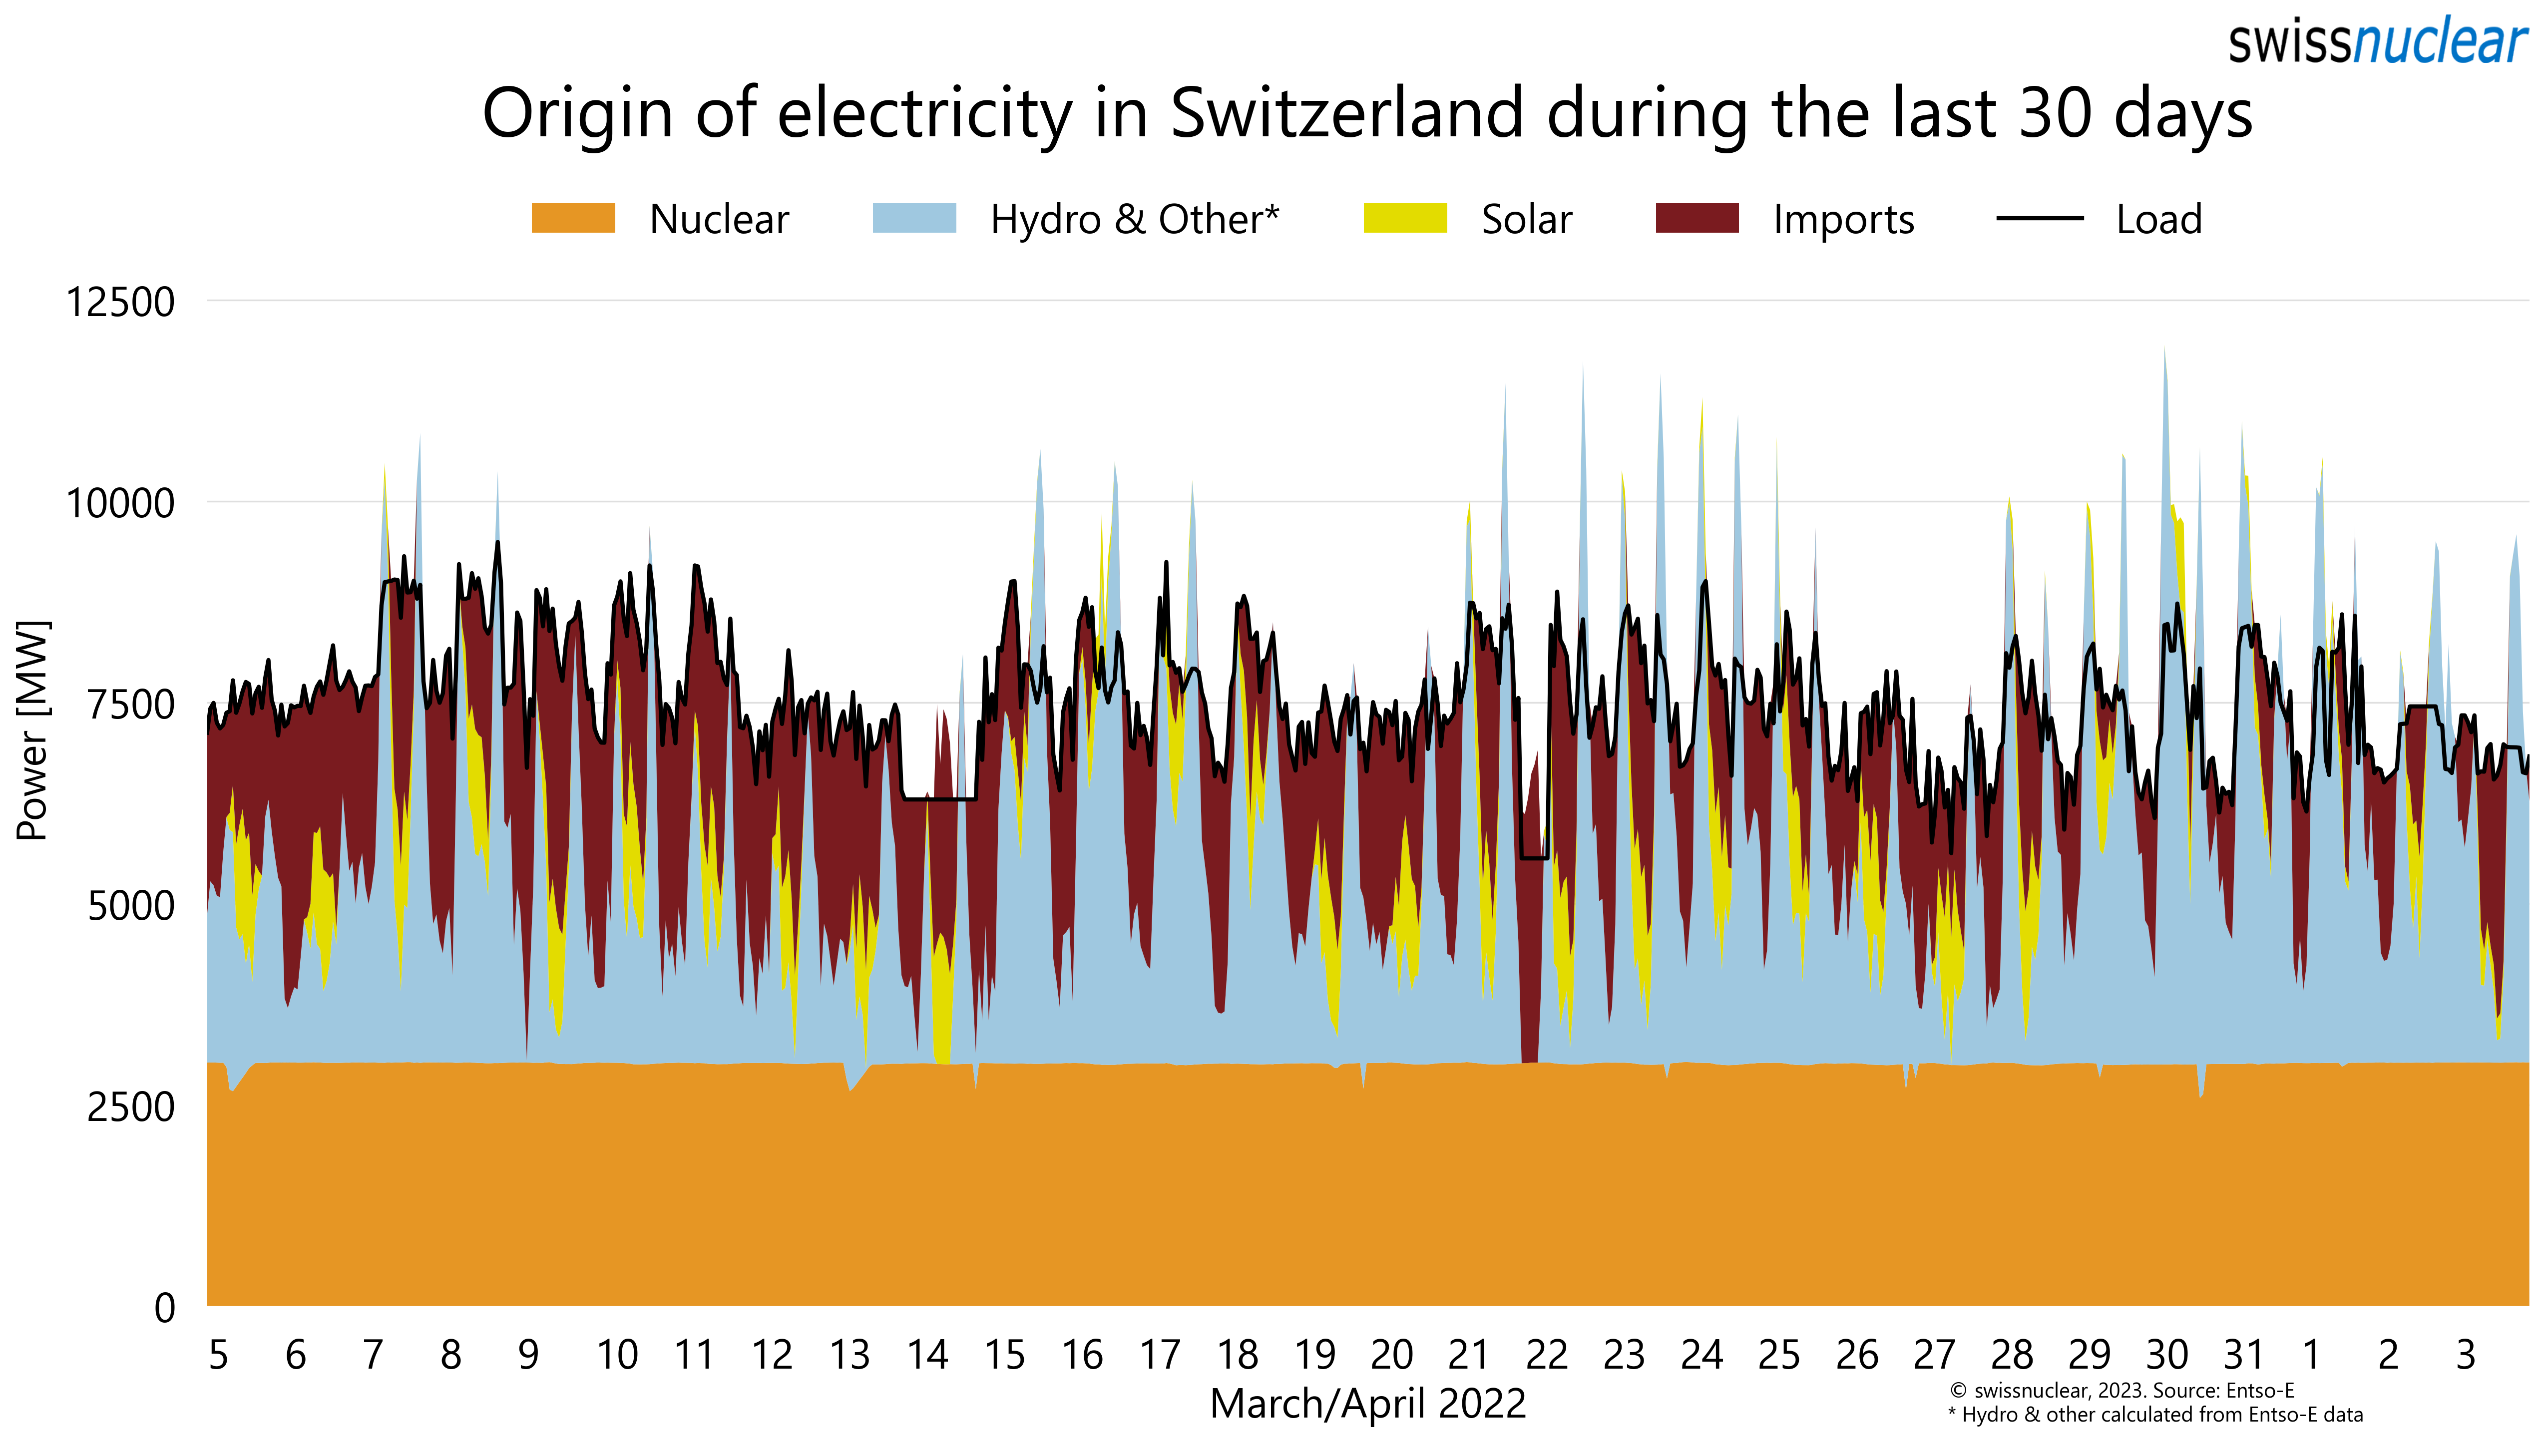 swissnuclear
Origin of electricity in Switzerland during the last 30 days
Nuclear Hydro & Other* Solar Imports Load
12500
10000
7500
5000
2500
0
Power [MW]
5 6 7 8 9 10 11 12 13 14 15 16 17 18 19 20 21 22 23 24 25 26 27 28 29 30 31 1 2 3
March/April 2022
© swissnuclear, 2023. Source: Entso-E
* Hydro & other calculated from Entso-E data